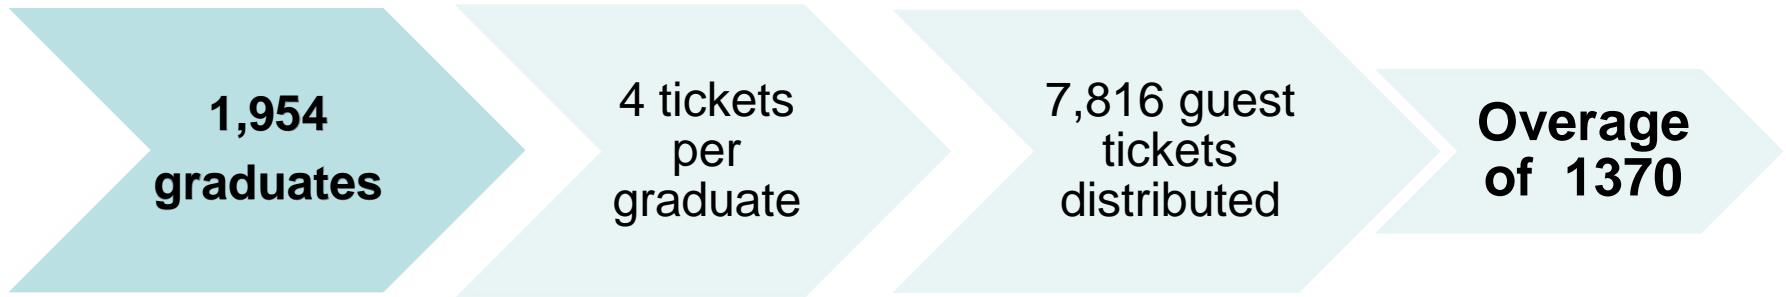 1,954
graduates
4 tickets
per
graduate
7,816 guest
tickets
distributed
Overage
of  1370